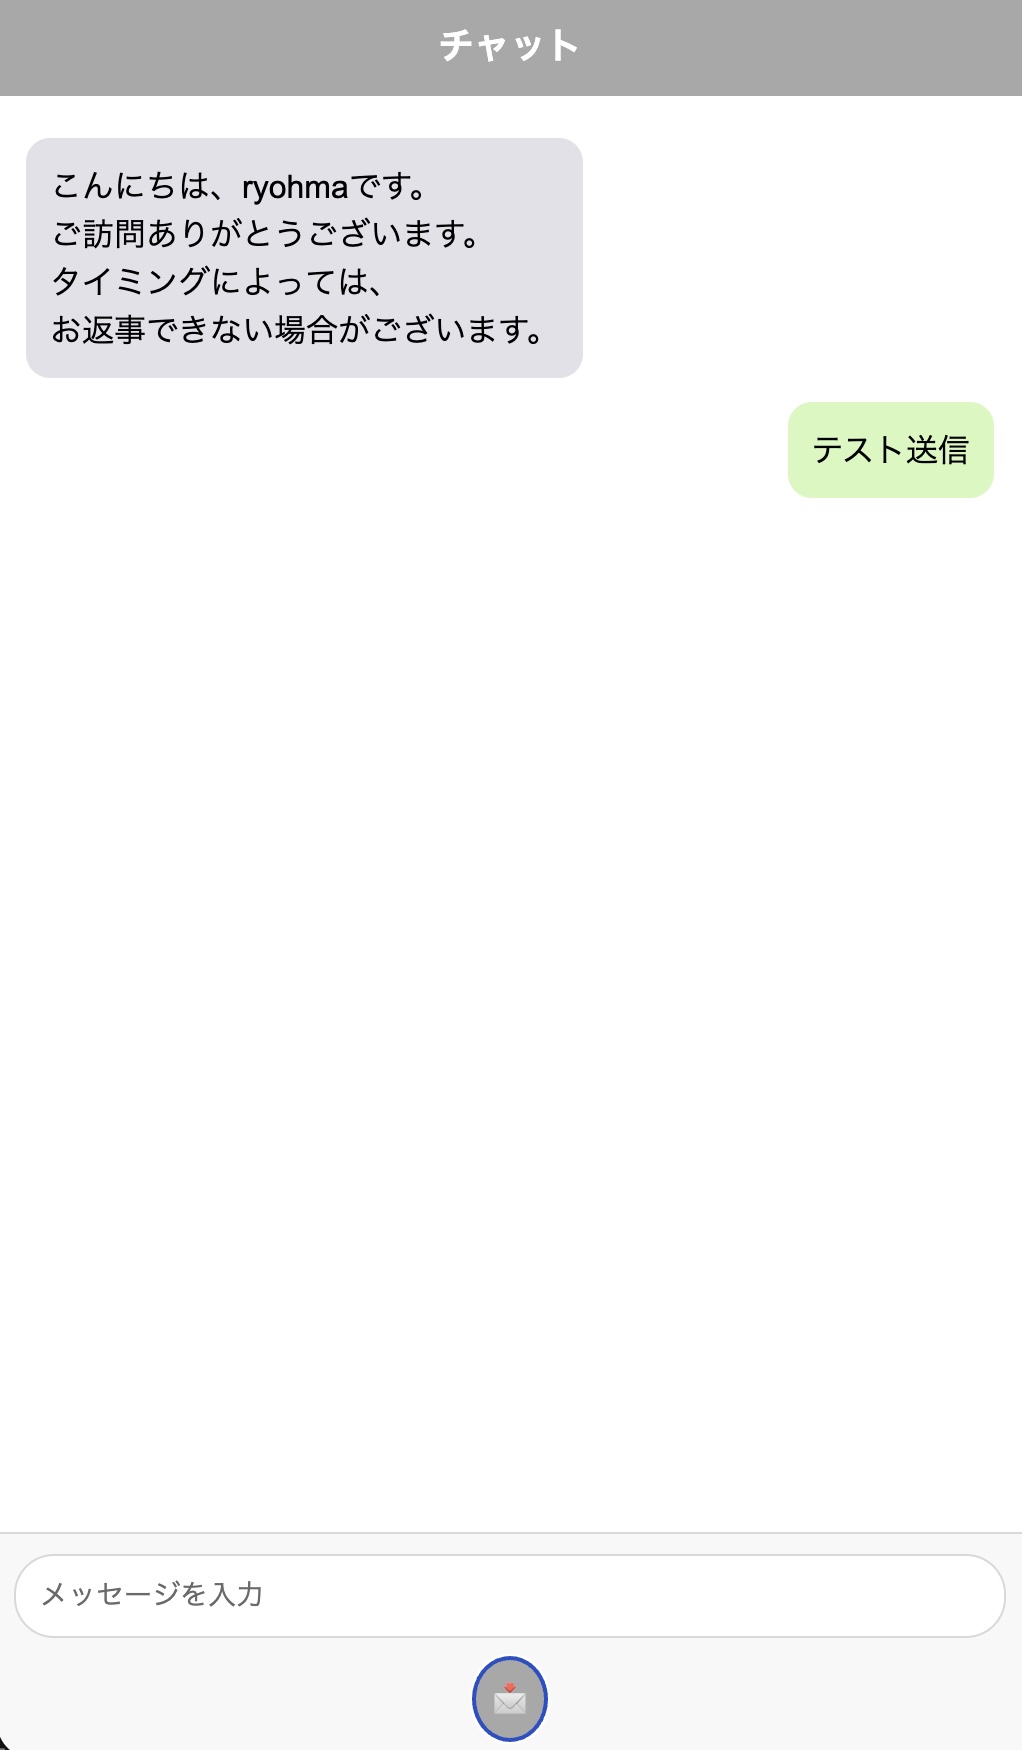 チャット
こんにちは、ryohmaです。
ご訪問ありがとうございます。
タイミングによっては、
お返事できない場合がございます。
テスト送信
メッセージを入力